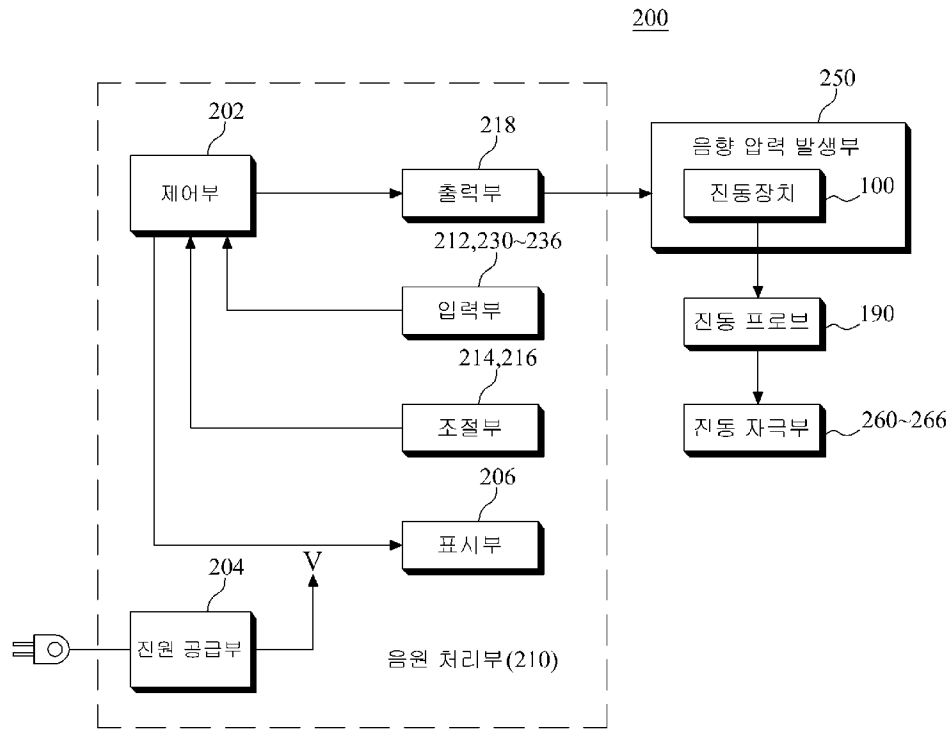 200
202
218
250
제어부
출력부
음향 압력 발생부
진동장치
100
212,230~236
입력부
진동 프로브
190
214,216
조절부
진동 자극부
260~266
206
표시부
V
204
진원 공급부
음원 처리부(210)